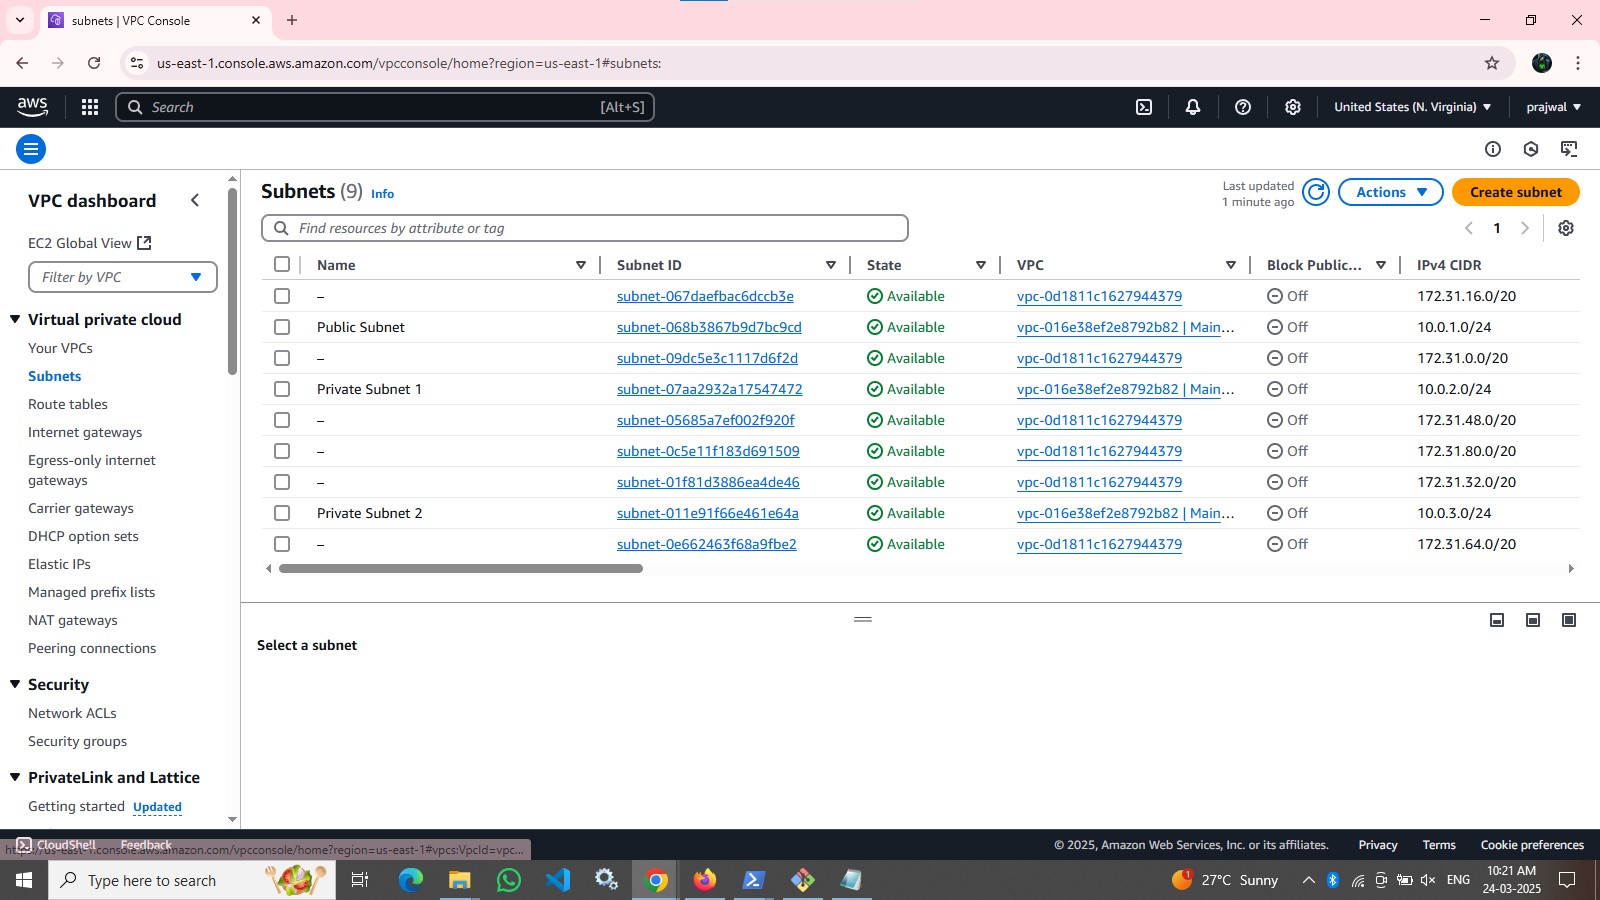 subnets | VPC Console
us-east-1.console.aws.amazon.com/vpcconsole/home?region=us-east-1#subnets:
aws
Search
[Alt+S]
United States (N. Virginia)
prajwal
VPC dashboard
EC2 Global View
Filter by VPC
Virtual private cloud
Your VPCs
Subnets
Route tables
Internet gateways
Egress-only internet
gateways
Carrier gateways
DHCP option sets
Elastic IPs
Managed prefix lists
NAT gateways
Peering connections
Security
Network ACLs
Security groups
PrivateLink and Lattice
Getting started Updated
Subnets (9) Info
Last updated
1 minute ago
Actions
Create subnet
Find resources by attribute or tag
1
Name Subnet ID State VPC Block Public... IPv4 CIDR
– subnet-067daefbac6dccb3e Available vpc-0d1811c1627944379 Off 172.31.16.0/20
Public Subnet subnet-068b3867b9d7bc9cd Available vpc-016e38ef2e8792b82 | Main... Off 10.0.1.0/24
– subnet-09dc5e3c1117d6f2d Available vpc-0d1811c1627944379 Off 172.31.0.0/20
Private Subnet 1 subnet-07aa2932a17547472 Available vpc-016e38ef2e8792b82 | Main... Off 10.0.2.0/24
– subnet-05685a7ef002f920f Available vpc-0d1811c1627944379 Off 172.31.48.0/20
– subnet-0c5e11f183d691509 Available vpc-0d1811c1627944379 Off 172.31.80.0/20
– subnet-01f81d3886ea4de46 Available vpc-0d1811c1627944379 Off 172.31.32.0/20
Private Subnet 2 subnet-011e91f66e461e64a Available vpc-016e38ef2e8792b82 | Main... Off 10.0.3.0/24
– subnet-0e662463f68a9fbe2 Available vpc-0d1811c1627944379 Off 172.31.64.0/20
Select a subnet
CloudShell Feedback
https://us-east-1.console.aws.amazon.com/vpcconsole/home?region=us-east-1#vpcs:VpcId=vpc...
© 2025, Amazon Web Services, Inc. or its affiliates. Privacy Terms Cookie preferences
Type here to search
1
27°C Sunny
ENG
10:21 AM
24-03-2025